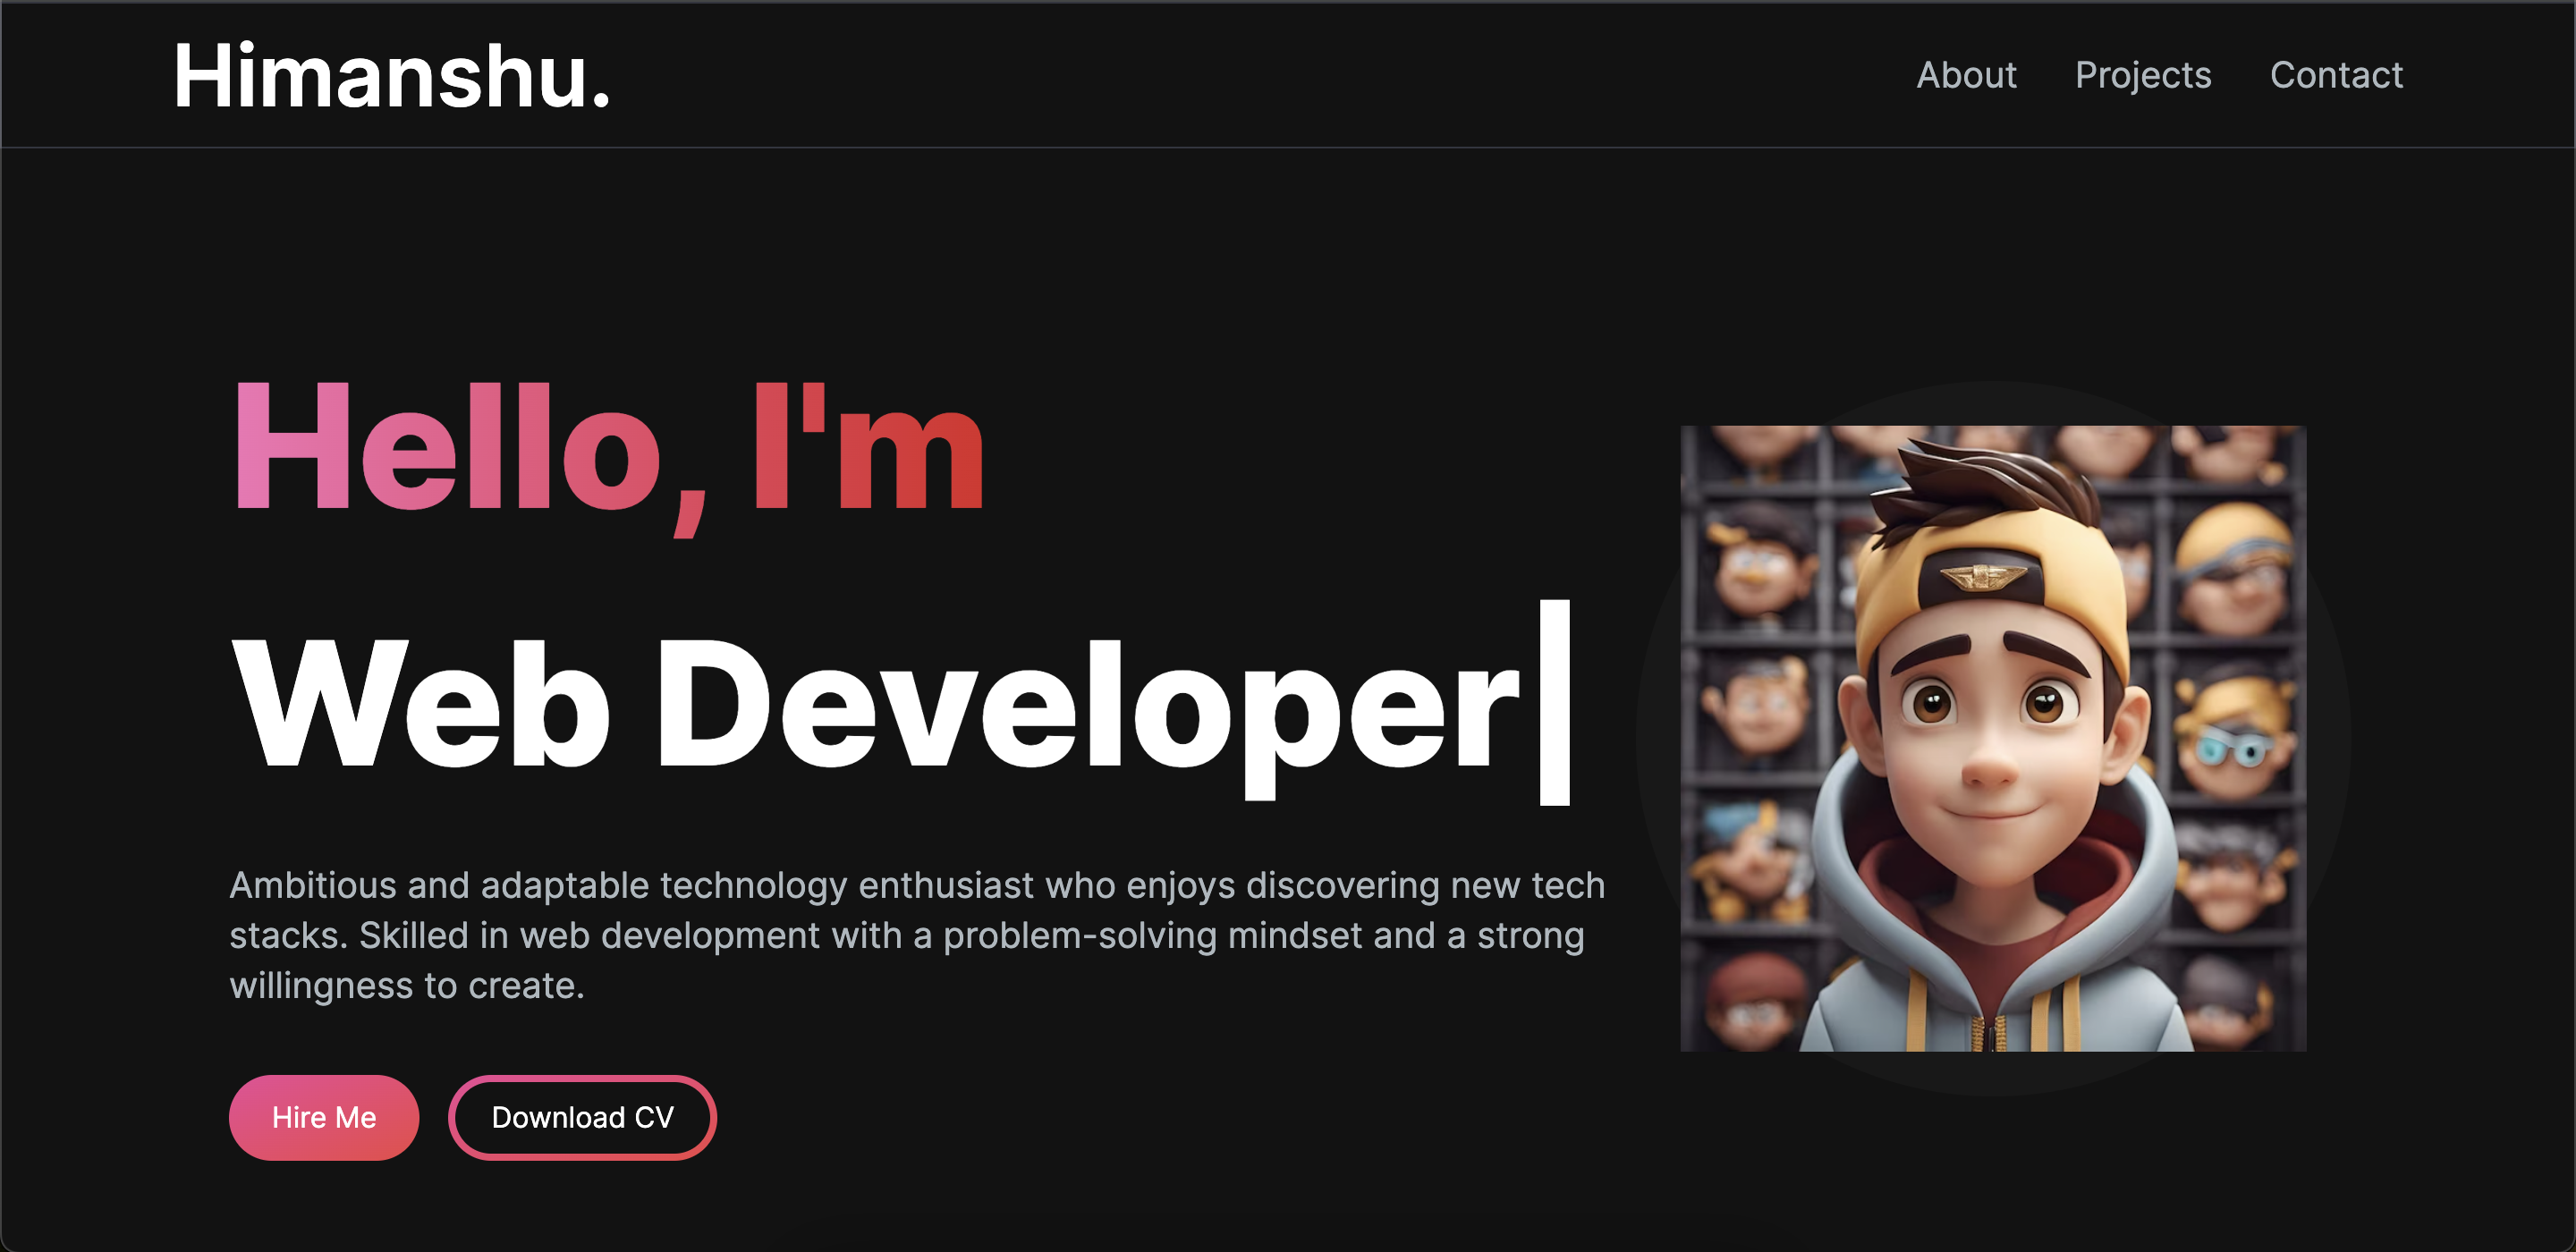 Himanshu.
About Projects Contact
Hello, I'm
Web Developer
Ambitious and adaptable technology enthusiast who enjoys discovering new tech
stacks. Skilled in web development with a problem-solving mindset and a strong
willingness to create.
Hire Me
Download CV